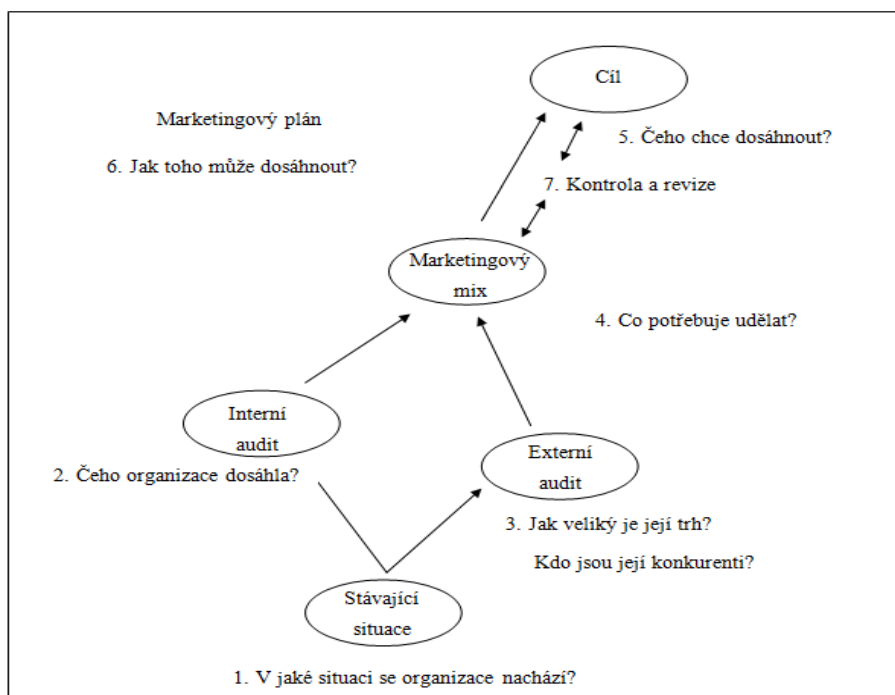 Cíl
Marketingový plán
5. Čeho chce dosáhnout?
6. Jak toho může dosáhnout?
7. Kontrola a revize
Marketingový
mix
4. Co potřebuje udělat?
Interní
audit
Externí
audit
2. Čeho organizace dosáhla?
3. Jak veliký je její trh?
Kdo jsou její konkurenti?
Stávající
situace
1. V jaké situaci se organizace nachází?